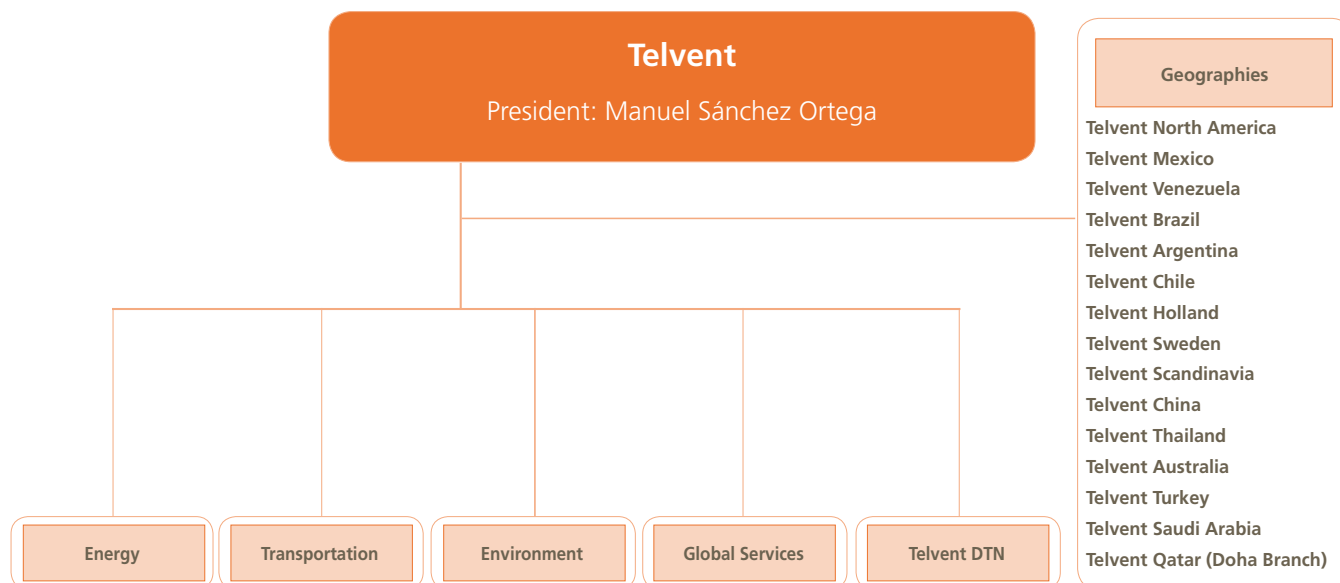 Telvent
President: Manuel Sánchez Ortega
Geographies
Telvent North America
Telvent Mexico
Telvent Venezuela
Telvent Brazil
Telvent Argentina
Telvent Chile
Telvent Holland
Telvent Sweden
Telvent Scandinavia
Telvent China
Telvent Thailand
Telvent Australia
Telvent Turkey
Telvent Saudi Arabia
Telvent Qatar (Doha Branch)
Energy
Transportation
Environment
Global Services
Telvent DTN